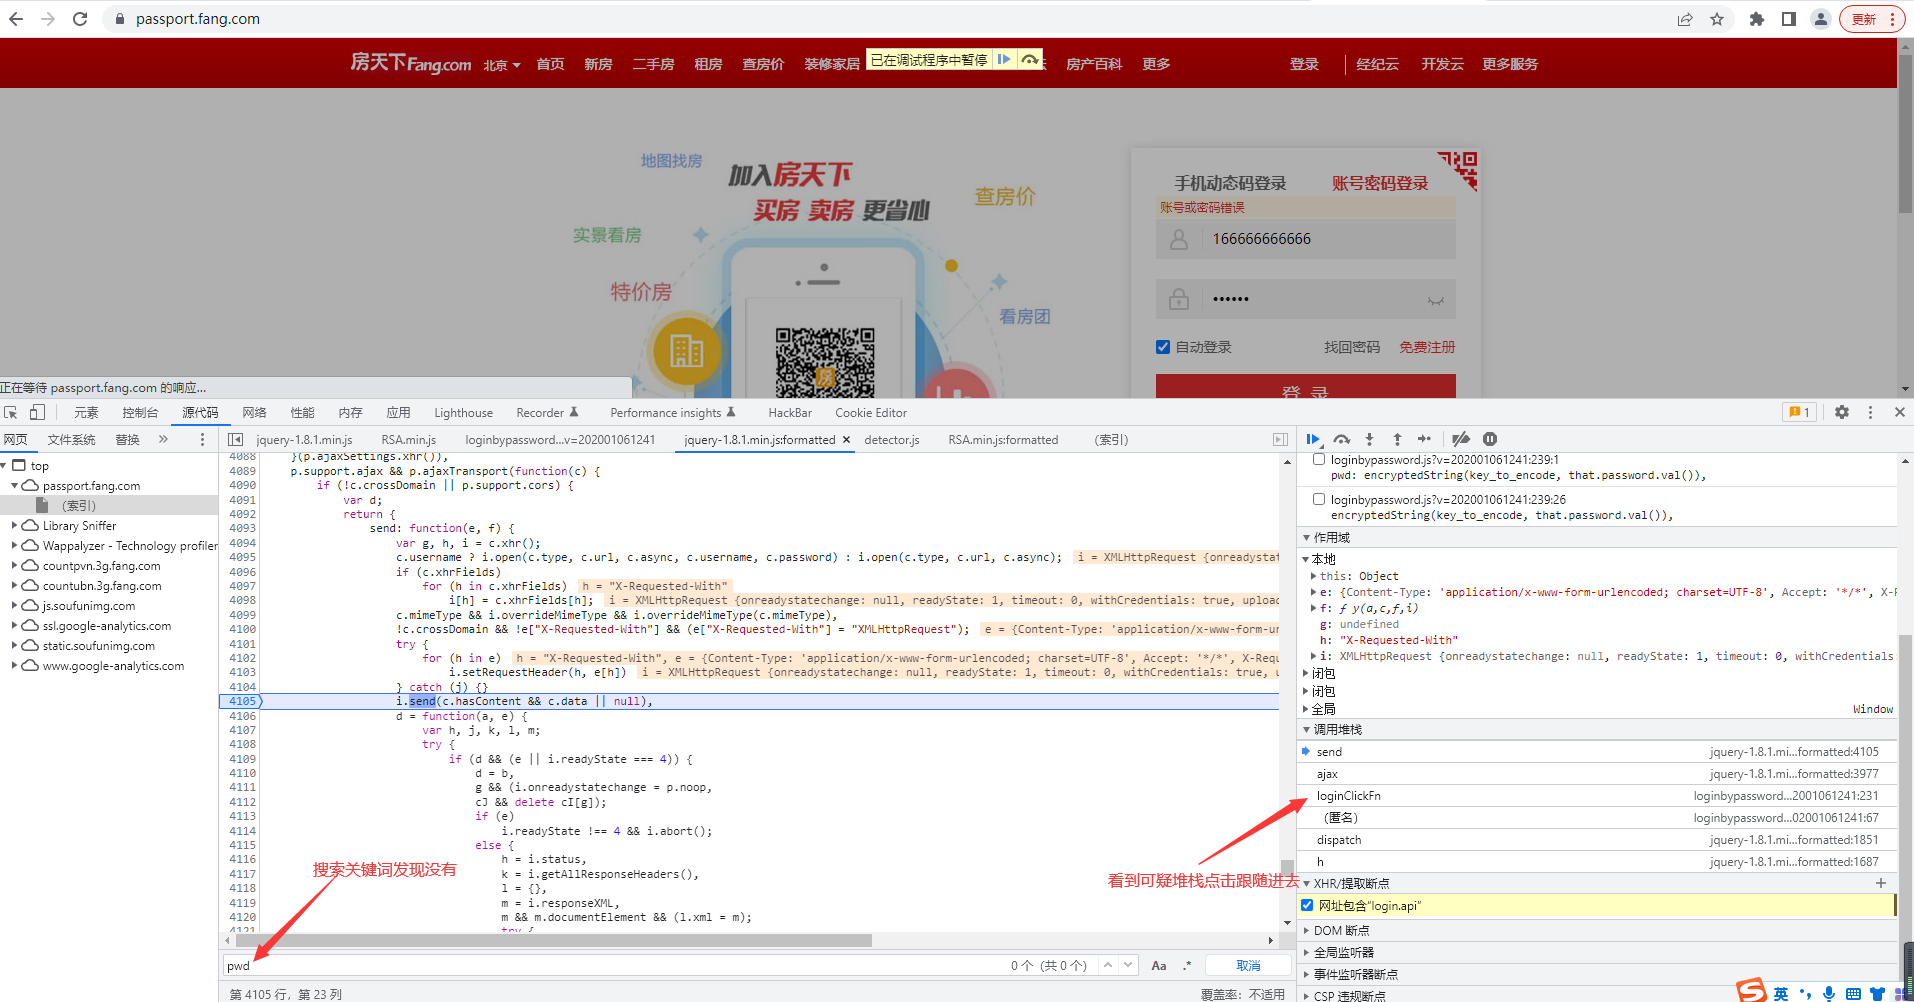 passport.fang.com
更新
房天下Fang.com 北京 首页 新房 二手房 租房 查房价 装修家居 已在调试程序中暂停 房产百科 更多 登录 经纪云 开发云 更多服务
地图找房
加入房天下
买房 卖房 更省心
查房价
实景看房
特价房
看房团
手机动态码登录 账号密码登录
账号或密码错误
166666666666
••••••
自动登录 找回密码 免费注册
登 录
正在等待 passport.fang.com 的响应...
元素 控制台 源代码 网络 性能 内存 应用 Lighthouse Recorder Performance insights HackBar Cookie Editor 1
网页 文件系统 替换 »
jquery-1.8.1.min.js RSA.min.js loginbypassword...v=202001061241 jquery-1.8.1.min.js:formatted × detector.js RSA.min.js:formatted (索引)
top
passport.fang.com
(索引)
Library Sniffer
Wappalyzer - Technology profiler
countpvn.3g.fang.com
countubn.3g.fang.com
js.soufunimg.com
ssl.google-analytics.com
static.soufunimg.com
www.google-analytics.com
4088 }(p.ajaxSettings.xhr()),
4089 p.support.ajax && p.ajaxTransport(function(c) {
4090 if (!c.crossDomain || p.support.cors) {
4091 var d;
4092 return {
4093 send: function(e, f) {
4094 var g, h, i = c.xhr();
4095 c.username ? i.open(c.type, c.url, c.async, c.username, c.password) : i.open(c.type, c.url, c.async); i = XMLHttpRequest {onreadystat
4096 if (c.xhrFields)
4097 for (h in c.xhrFields) h = "X-Requested-With"
4098 i[h] = c.xhrFields[h]; i = XMLHttpRequest {onreadystatechange: null, readyState: 1, timeout: 0, withCredentials: true, upload
4099 c.mimeType && i.overrideMimeType && i.overrideMimeType(c.mimeType),
4100 !c.crossDomain && !e["X-Requested-With"] && (e["X-Requested-With"] = "XMLHttpRequest"); e = {Content-Type: 'application/x-www-form-ur
4101 try {
4102 for (h in e) h = "X-Requested-With", e = {Content-Type: 'application/x-www-form-urlencoded; charset=UTF-8', Accept: '*/*', X-Reque
4103 i.setRequestHeader(h, e[h]) i = XMLHttpRequest {onreadystatechange: null, readyState: 1, timeout: 0, withCredentials: true, u
4104 } catch (j) {}
4105 i.send(c.hasContent && c.data || null),
4106 d = function(a, e) {
4107 var h, j, k, l, m;
4108 try {
4109 if (d && (e || i.readyState === 4)) {
4110 d = b,
4111 g && (i.onreadystatechange = p.noop,
4112 cJ && delete cI[g]);
4113 if (e)
4114 i.readyState !== 4 && i.abort();
4115 else {
4116 h = i.status,
4117 k = i.getAllResponseHeaders(),
4118 l = {},
4119 m = i.responseXML,
4120 m && m.documentElement && (l.xml = m);
4121 try {
搜索关键词发现没有
看到可疑堆栈点击跟随进去
pwd 0个 (共 0 个) Aa .* 取消
第 4105 行，第 23 列 覆盖率：不适用
loginbypassword.js?v=202001061241:239:1
pwd: encryptedString(key_to_encode, that.password.val()),
loginbypassword.js?v=202001061241:239:26
encryptedString(key_to_encode, that.password.val()),
作用域
本地
this: Object
e: {Content-Type: 'application/x-www-form-urlencoded; charset=UTF-8', Accept: '*/*', X-R
f: ƒ y(a,c,f,i)
g: undefined
h: "X-Requested-With"
i: XMLHttpRequest {onreadystatechange: null, readyState: 1, timeout: 0, withCredentials
闭包
闭包
全局 Window
调用堆栈
send jquery-1.8.1.mi...formatted:4105
ajax jquery-1.8.1.mi...formatted:3977
loginClickFn loginbypassword...2001061241:231
(匿名) loginbypassword...02001061241:67
dispatch jquery-1.8.1.mi...formatted:1851
h jquery-1.8.1.mi...formatted:1687
XHR/提取断点
网址包含“login.api”
DOM 断点
全局监听器
事件监听器断点
CSP 违规断点
英